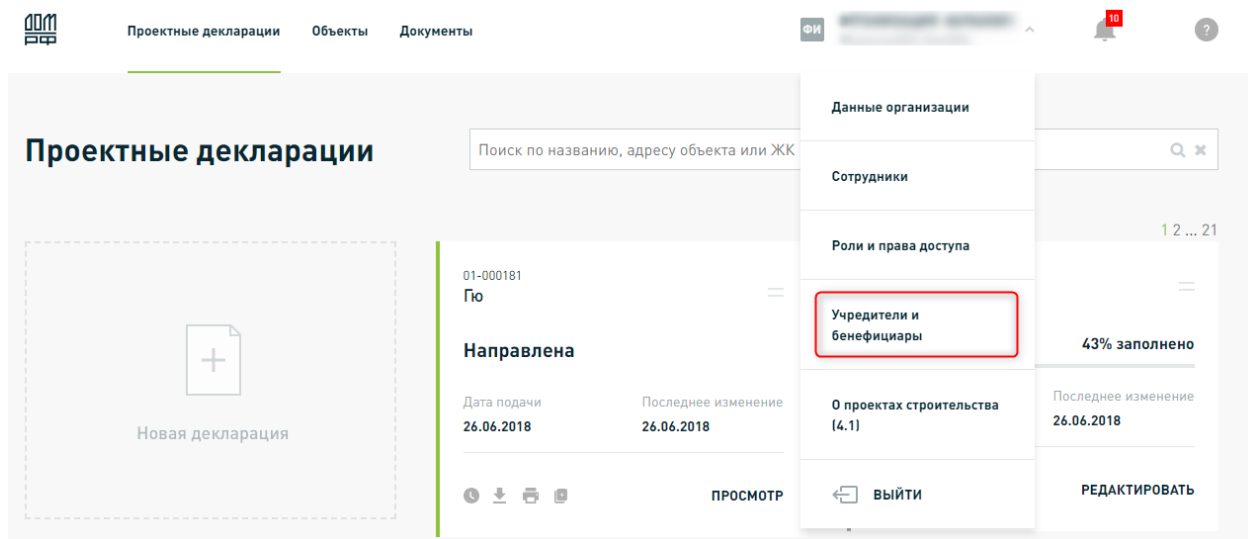 ДОМ
РФ
Проектные декларации
Объекты
Документы
ФИ
10
?
Данные организации
Проектные декларации
Поиск по названию, адресу объекта или ЖК
Сотрудники
Роли и права доступа
1 2 ... 21
01-000181
Гю
Учредители и
бенефициары
Направлена
43% заполнено
Дата подачи
Последнее изменение
26.06.2018
26.06.2018
О проектах строительства
(4.1)
Последнее изменение
26.06.2018
Новая декларация
ПРОСМОТР
ВЫЙТИ
РЕДАКТИРОВАТЬ